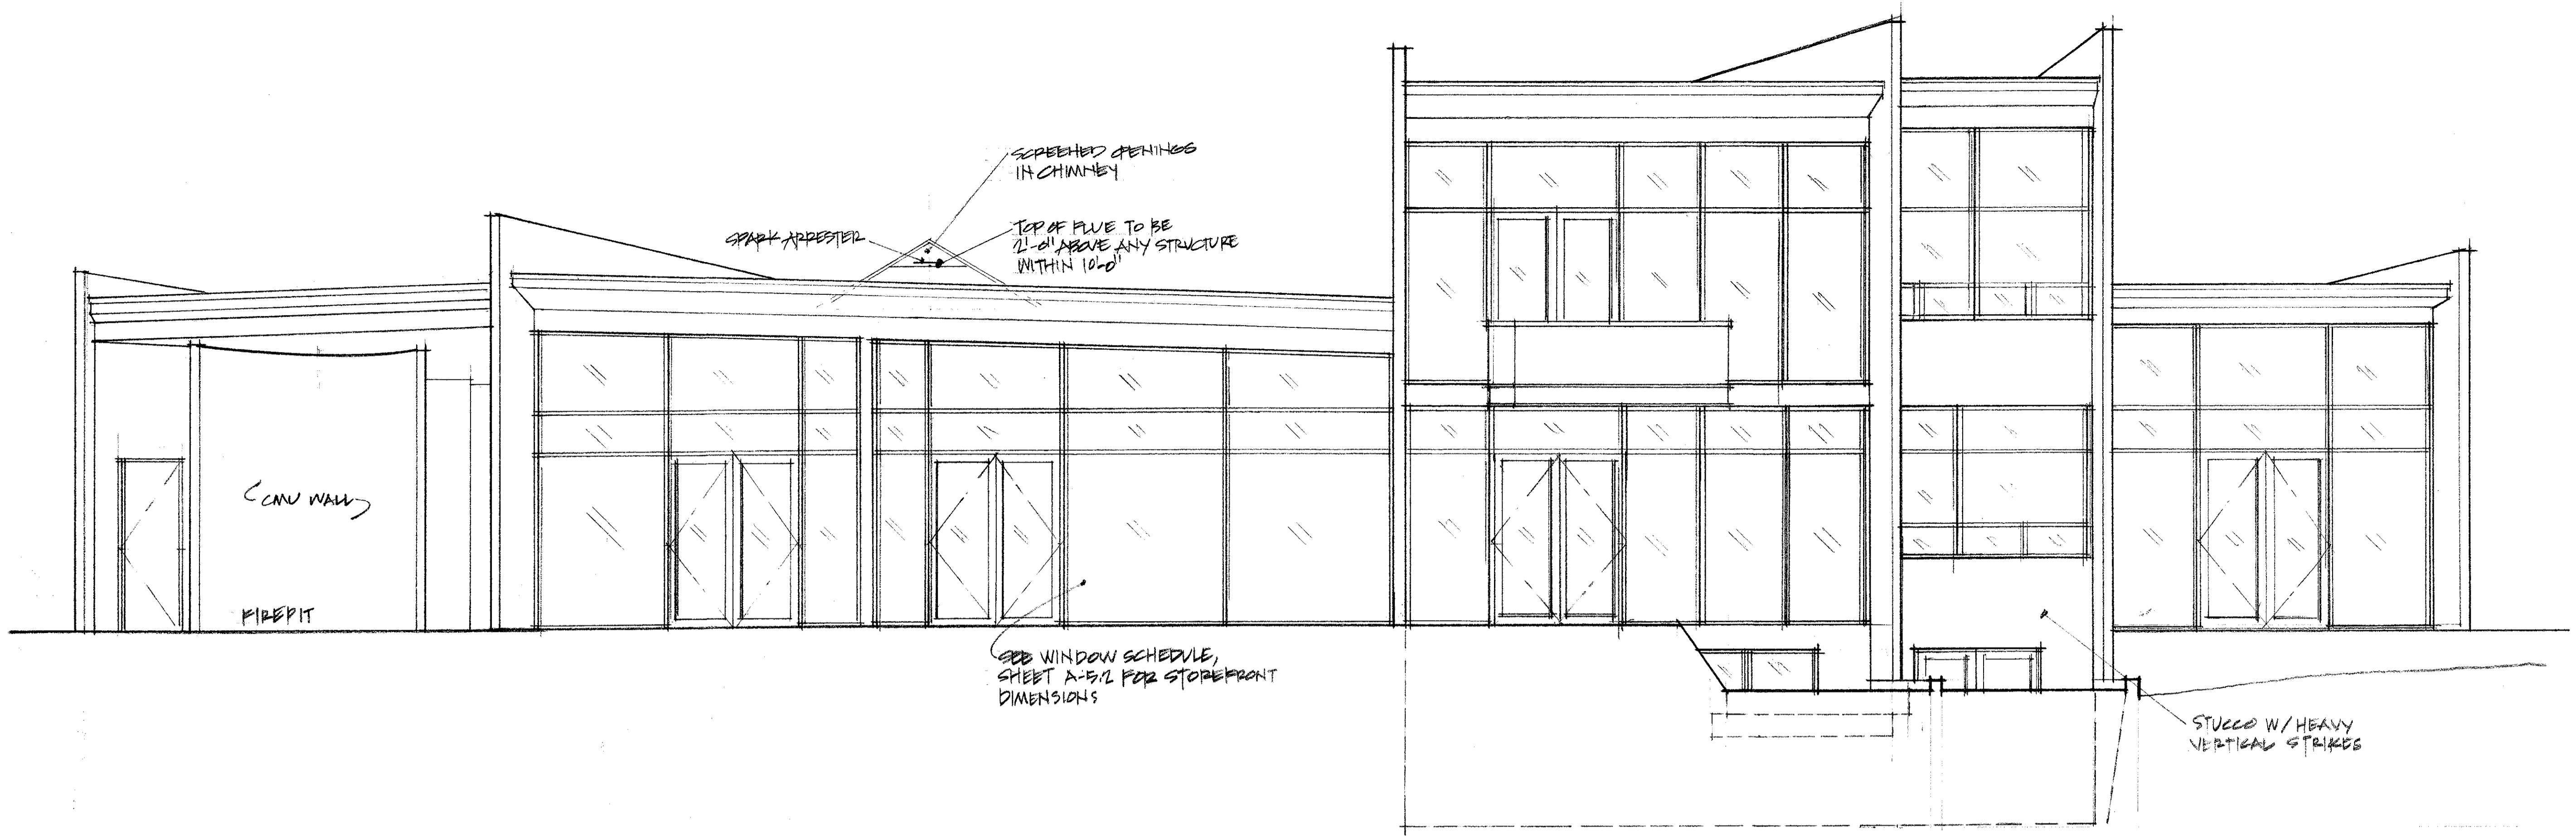 SCREENED OPENINGS
IN CHIMNEY
SPARK ARRESTER
TOP OF FLUE TO BE
2'-0" ABOVE ANY STRUCTURE
WITHIN 10'-0"
CMU WALL
FIREPIT
SEE WINDOW SCHEDULE,
SHEET A-5.2 FOR STOREFRONT
DIMENSIONS
STUCCO W/ HEAVY
VERTICAL STRIKES